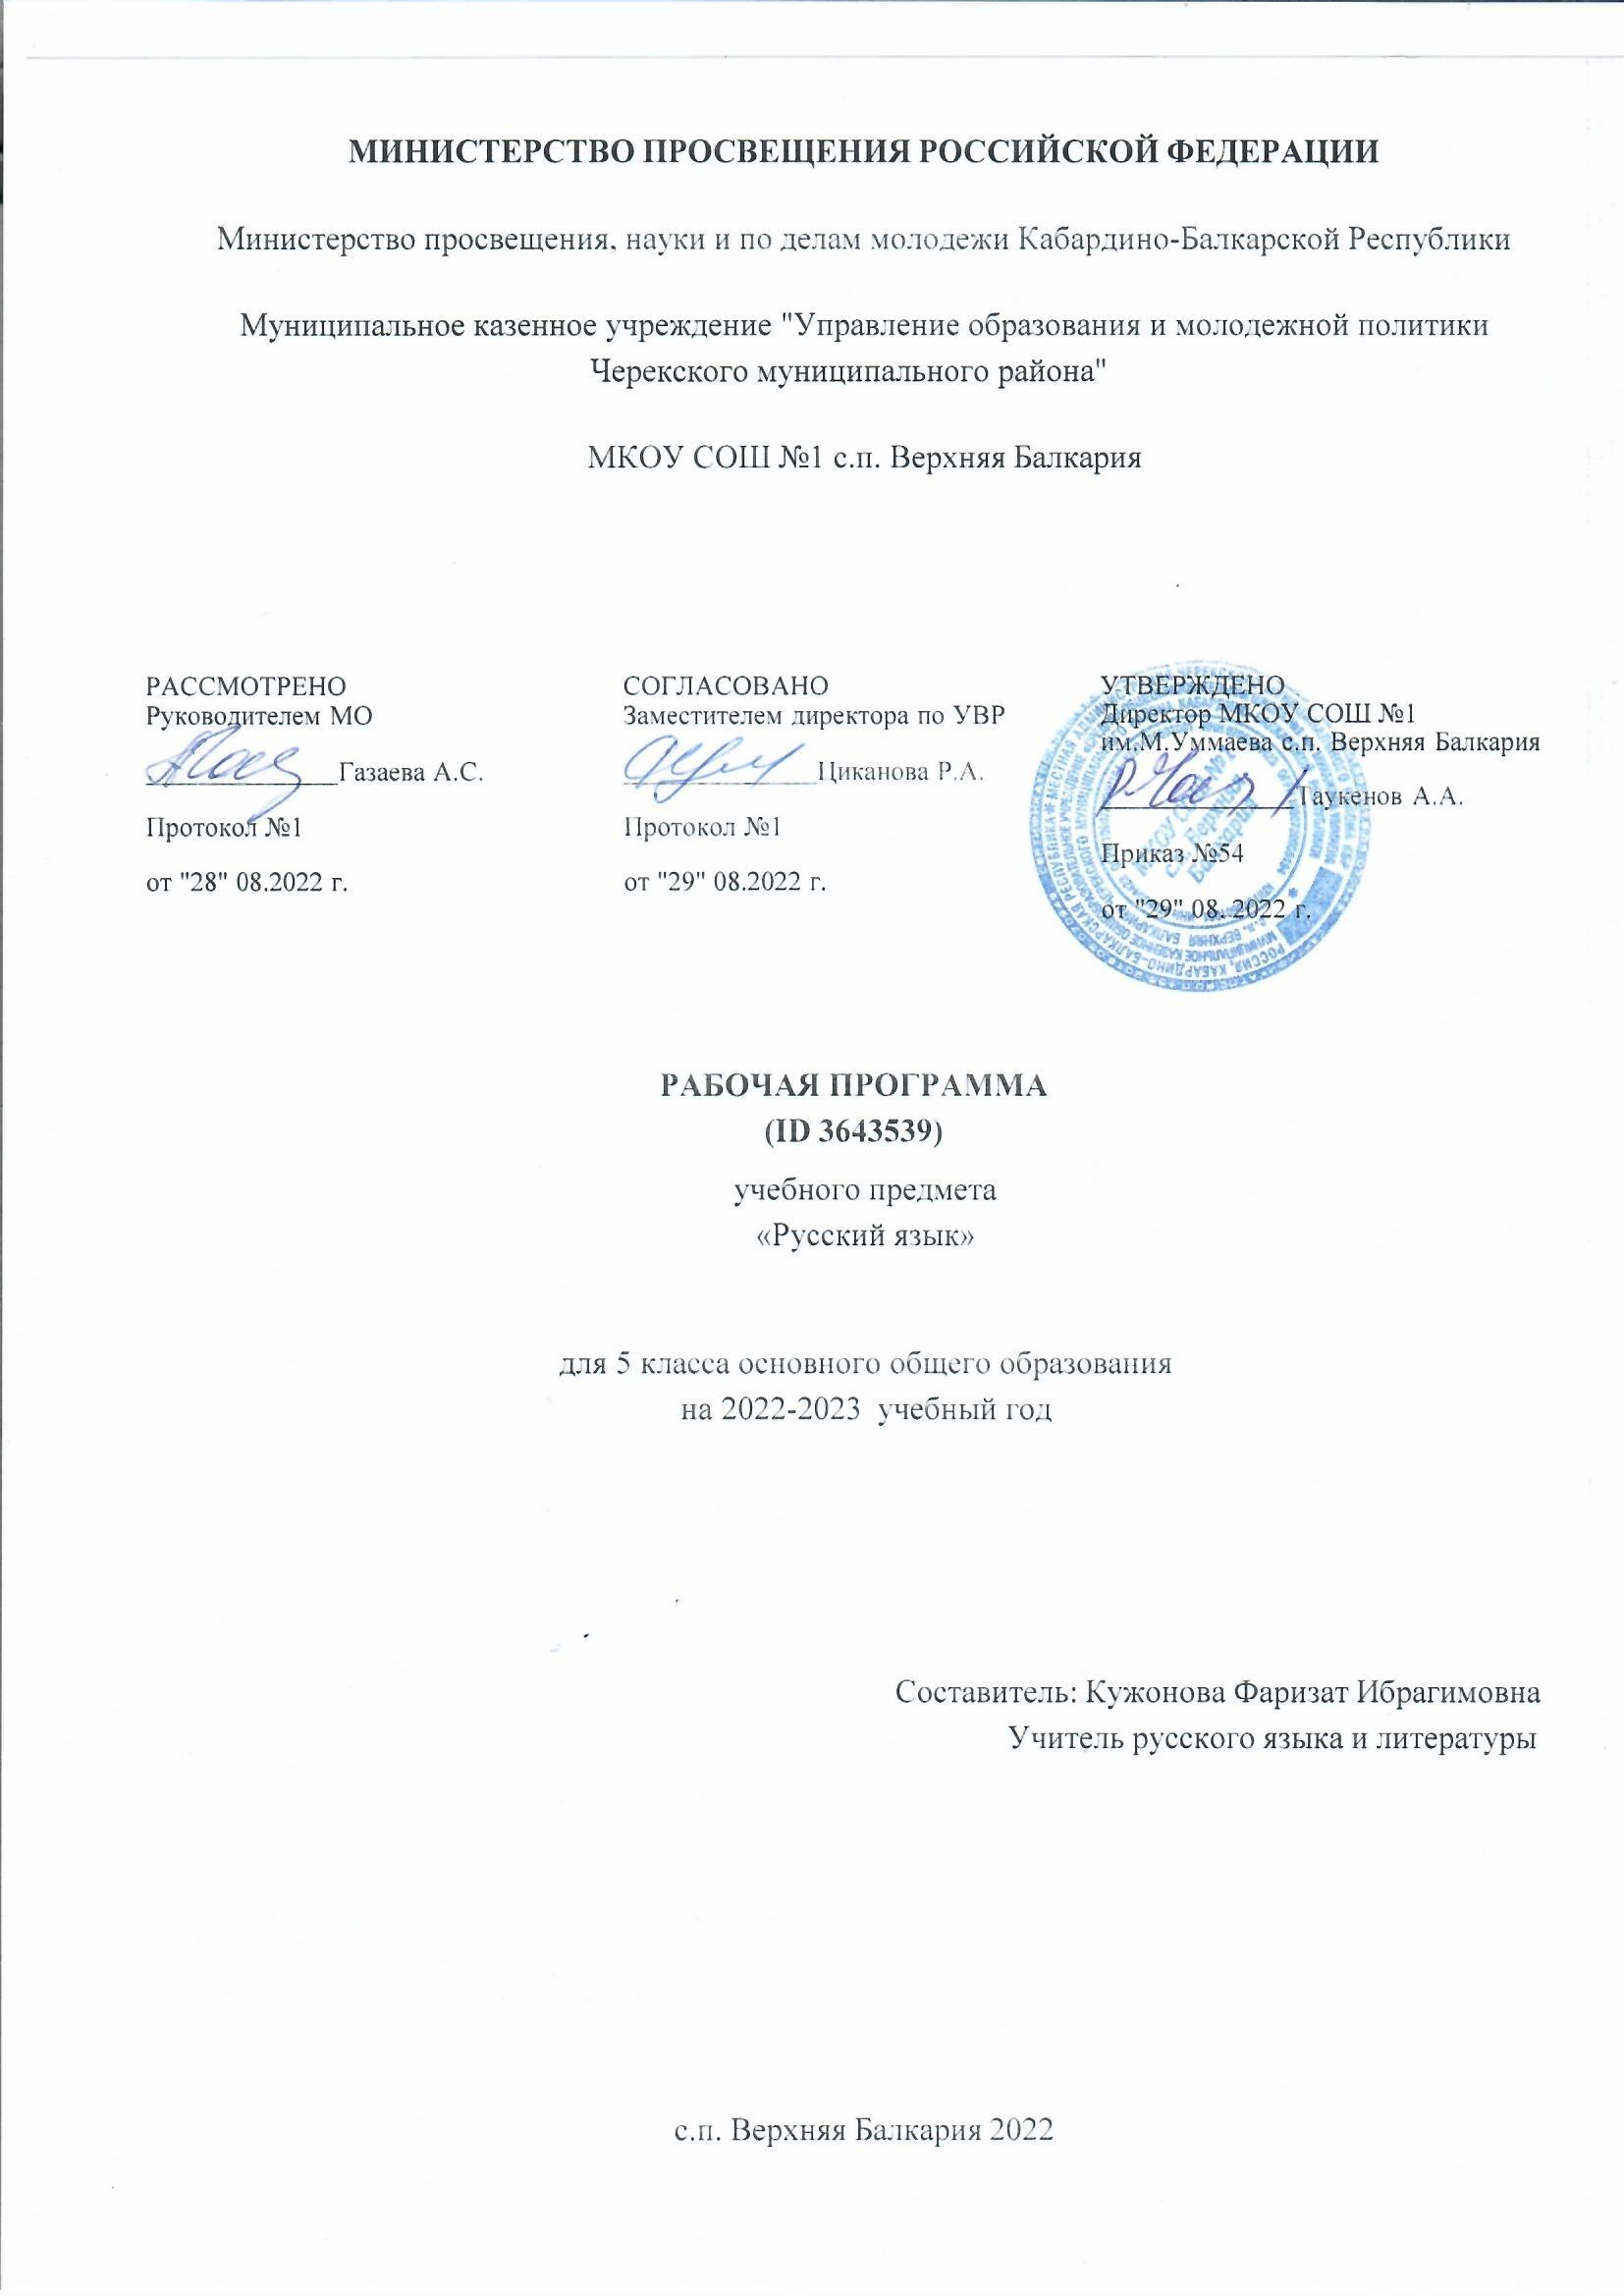 МИНИСТЕРСТВО ПРОСВЕЩЕНИЯ РОССИЙСКОЙ ФЕДЕРАЦИИ
Министерство просвещения, науки и по делам молодежи Кабардино-Балкарской Республики
Муниципальное казенное учреждение "Управление образования и молодежной политики
Черекского муниципального района"
МКОУ СОШ №1 с.п. Верхняя Балкария
РАССМОТРЕНО
Руководителем МО
Газаева А.С.
Протокол №1
от "28" 08.2022 г.
СОГЛАСОВАНО
Заместителем директора по УВР
Циканова Р.А.
Протокол №1
от "29" 08.2022 г.
УТВЕРЖДЕНО
Директор МКОУ СОШ №1
им.М.Уммаева с.п. Верхняя Балкария
Таукенов А.А.
Приказ №54
от "29" 08. 2022 г.
РАБОЧАЯ ПРОГРАММА
(ID 3643539)
учебного предмета
«Русский язык»
для 5 класса основного общего образования
на 2022-2023 учебный год
Составитель: Кужонова Фаризат Ибрагимовна
Учитель русского языка и литературы
с.п. Верхняя Балкария 2022